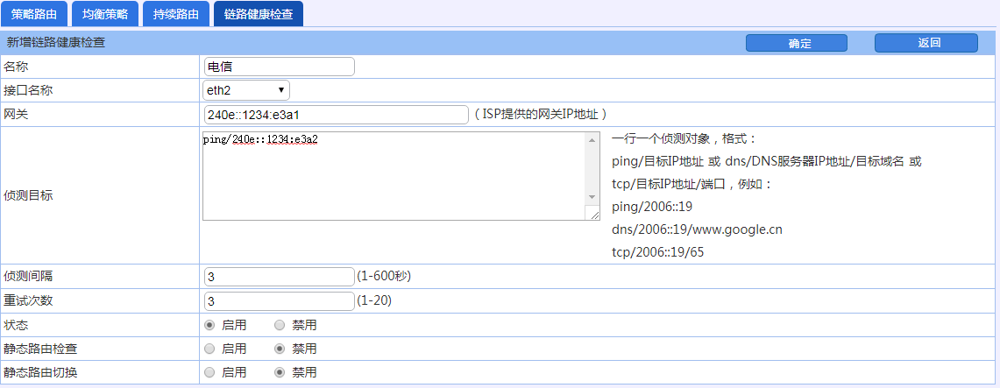 策略路由 均衡策略 持续路由 链路健康检查
新增链路健康检查 确定 返回
名称 电信
接口名称 eth2
网关 240e::1234:e3a1 (ISP提供的网关IP地址)
侦测目标 ping/240e::1234:e3a2
一行一个侦测对象，格式：
ping/目标IP地址 或 dns/DNS服务器IP地址/目标域名 或
tcp/目标IP地址/端口，例如：
ping/2006::19
dns/2006::19/www.google.cn
tcp/2006::19/65
侦测间隔 3 (1-600秒)
重试次数 3 (1-20)
状态 启用 禁用
静态路由检查 启用 禁用
静态路由切换 启用 禁用